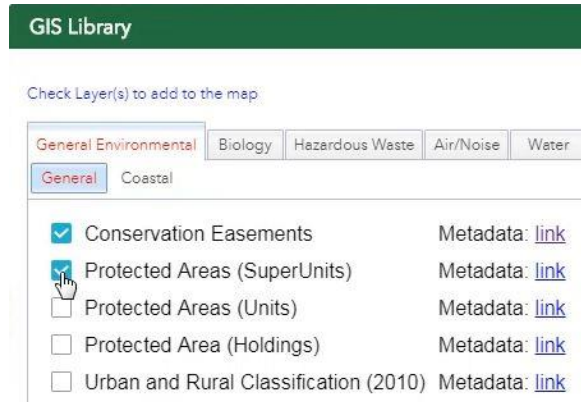 GIS Library
Check Layer(s) to add to the map
General Environmental Biology Hazardous Waste Air/Noise Water
General Coastal
Conservation Easements Metadata: link
Protected Areas (SuperUnits) Metadata: link
Protected Areas (Units) Metadata: link
Protected Area (Holdings) Metadata: link
Urban and Rural Classification (2010) Metadata: link